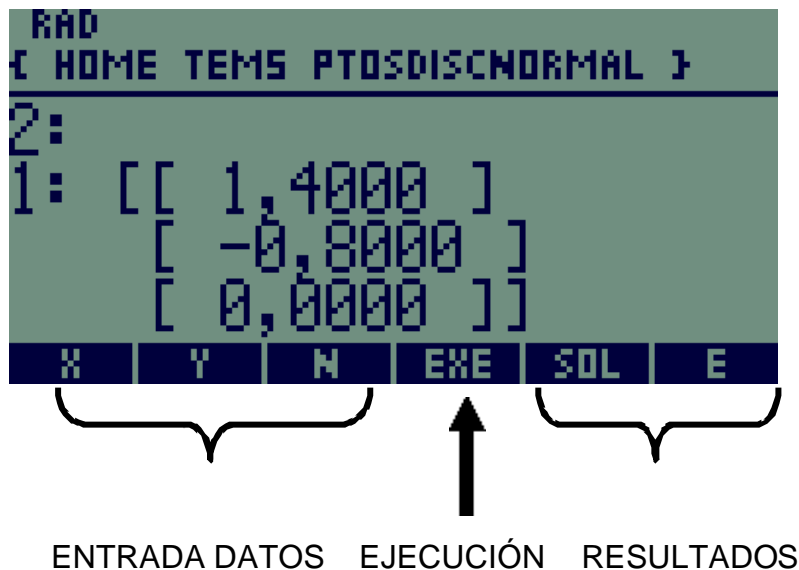 RAD
{ HOME TEMS PTOSDISCNORMAL }
2:
1: [[ 1,4000 ]
[ -0,8000 ]
[ 0,0000 ]]
X Y N EXE SOL E
ENTRADA DATOS EJECUCIÓN RESULTADOS